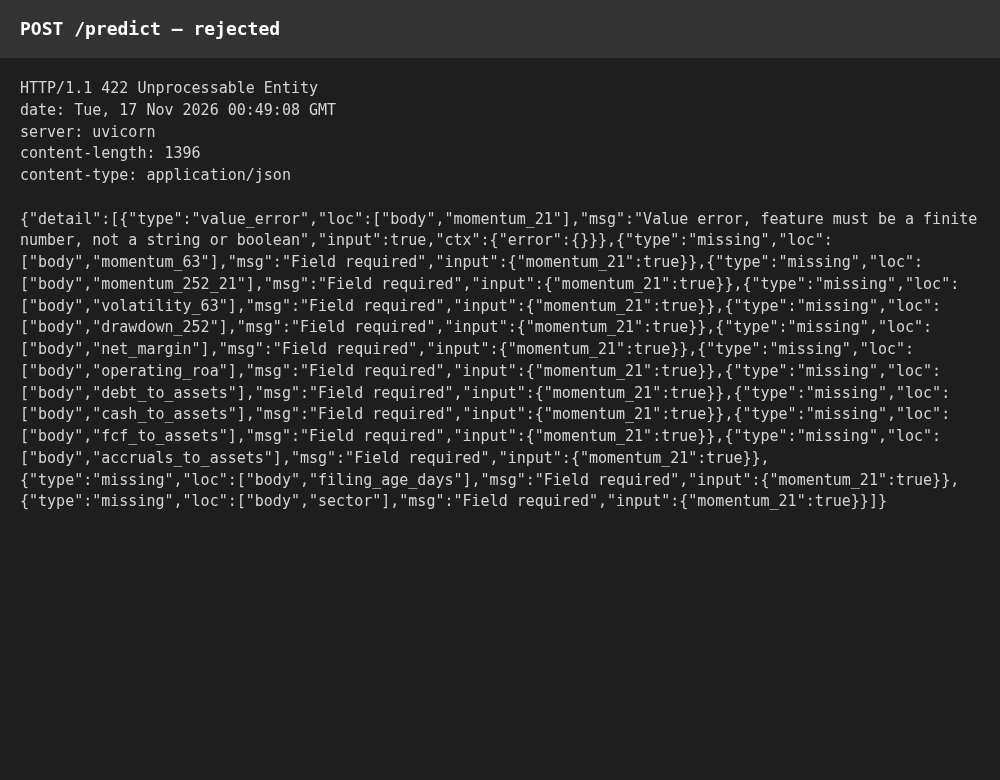 POST /predict — rejected
HTTP/1.1 422 Unprocessable Entity
date: Tue, 17 Nov 2026 00:49:08 GMT
server: uvicorn
content-length: 1396
content-type: application/json
{"detail":[{"type":"value_error","loc":["body","momentum_21"],"msg":"Value error, feature must be a finite
number, not a string or boolean","input":true,"ctx":{"error":{}}},{"type":"missing","loc":
["body","momentum_63"],"msg":"Field required","input":{"momentum_21":true}},{"type":"missing","loc":
["body","momentum_252_21"],"msg":"Field required","input":{"momentum_21":true}},{"type":"missing","loc":
["body","volatility_63"],"msg":"Field required","input":{"momentum_21":true}},{"type":"missing","loc":
["body","drawdown_252"],"msg":"Field required","input":{"momentum_21":true}},{"type":"missing","loc":
["body","net_margin"],"msg":"Field required","input":{"momentum_21":true}},{"type":"missing","loc":
["body","operating_roa"],"msg":"Field required","input":{"momentum_21":true}},{"type":"missing","loc":
["body","debt_to_assets"],"msg":"Field required","input":{"momentum_21":true}},{"type":"missing","loc":
["body","cash_to_assets"],"msg":"Field required","input":{"momentum_21":true}},{"type":"missing","loc":
["body","fcf_to_assets"],"msg":"Field required","input":{"momentum_21":true}},{"type":"missing","loc":
["body","accruals_to_assets"],"msg":"Field required","input":{"momentum_21":true}},
{"type":"missing","loc":["body","filing_age_days"],"msg":"Field required","input":{"momentum_21":true}},
{"type":"missing","loc":["body","sector"],"msg":"Field required","input":{"momentum_21":true}}]}